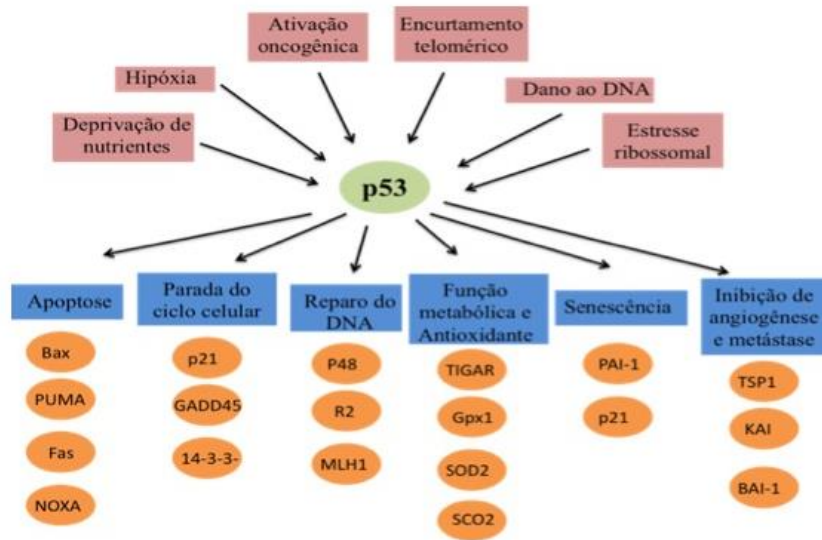 Ativação
oncogênica
Encurtamento
telomérico
Hipóxia
Dano ao DNA
Deprivação de
nutrientes
Estresse
ribossomal
p53
Apoptose
Parada do
ciclo celular
Reparo do
DNA
Função
metabólica e
Antioxidante
Senescência
Inibição de
angiogênese
e metástase
Bax
PUMA
Fas
NOXA
p21
GADD45
14-3-3-
P48
R2
MLH1
TIGAR
Gpx1
SOD2
SCO2
PAI-1
p21
TSP1
KAI
BAI-1